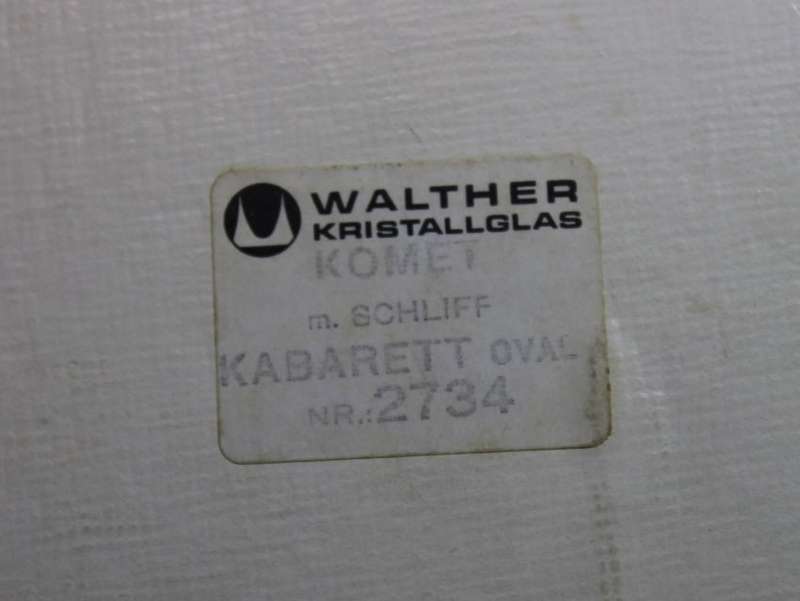 WALTHER
KRISTALLGLAS
KOMET
m. SCHLIFF
KABARETT OVAL
NR.:2734